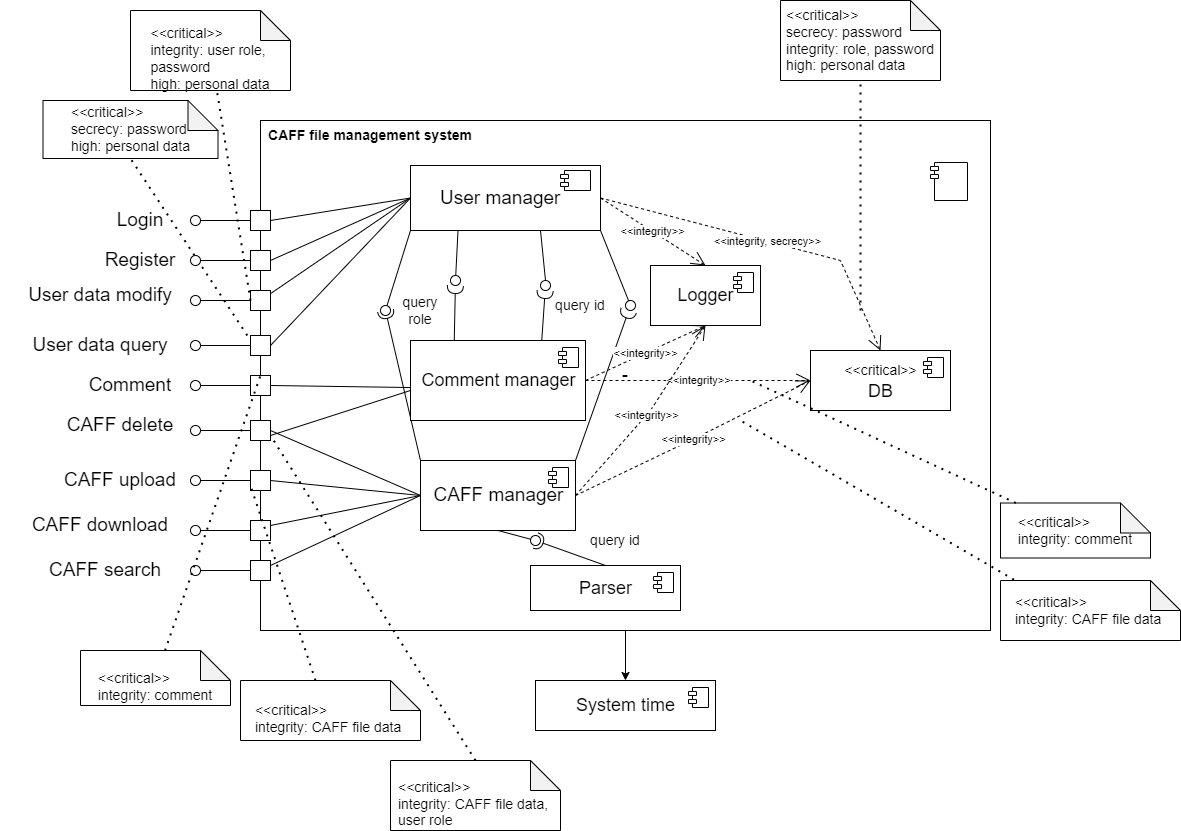 <<critical>>
integrity: user role,
password
high: personal data
<<critical>>
secrecy: password
integrity: role, password
high: personal data
<<critical>>
secrecy: password
high: personal data
CAFF file management system
User manager
Login
Register
User data modify
User data query
Comment
CAFF delete
CAFF upload
CAFF download
CAFF search
<<integrity>>
<<integrity, secrecy>>
Logger
query
role
query id
<<integrity>>
Comment manager
<<integrity>>
<<critical>>
DB
<<integrity>>
<<integrity>>
CAFF manager
query id
Parser
<<critical>>
integrity: comment
<<critical>>
integrity: CAFF file data
System time
<<critical>>
integrity: comment
<<critical>>
integrity: CAFF file data
<<critical>>
integrity: CAFF file data,
user role